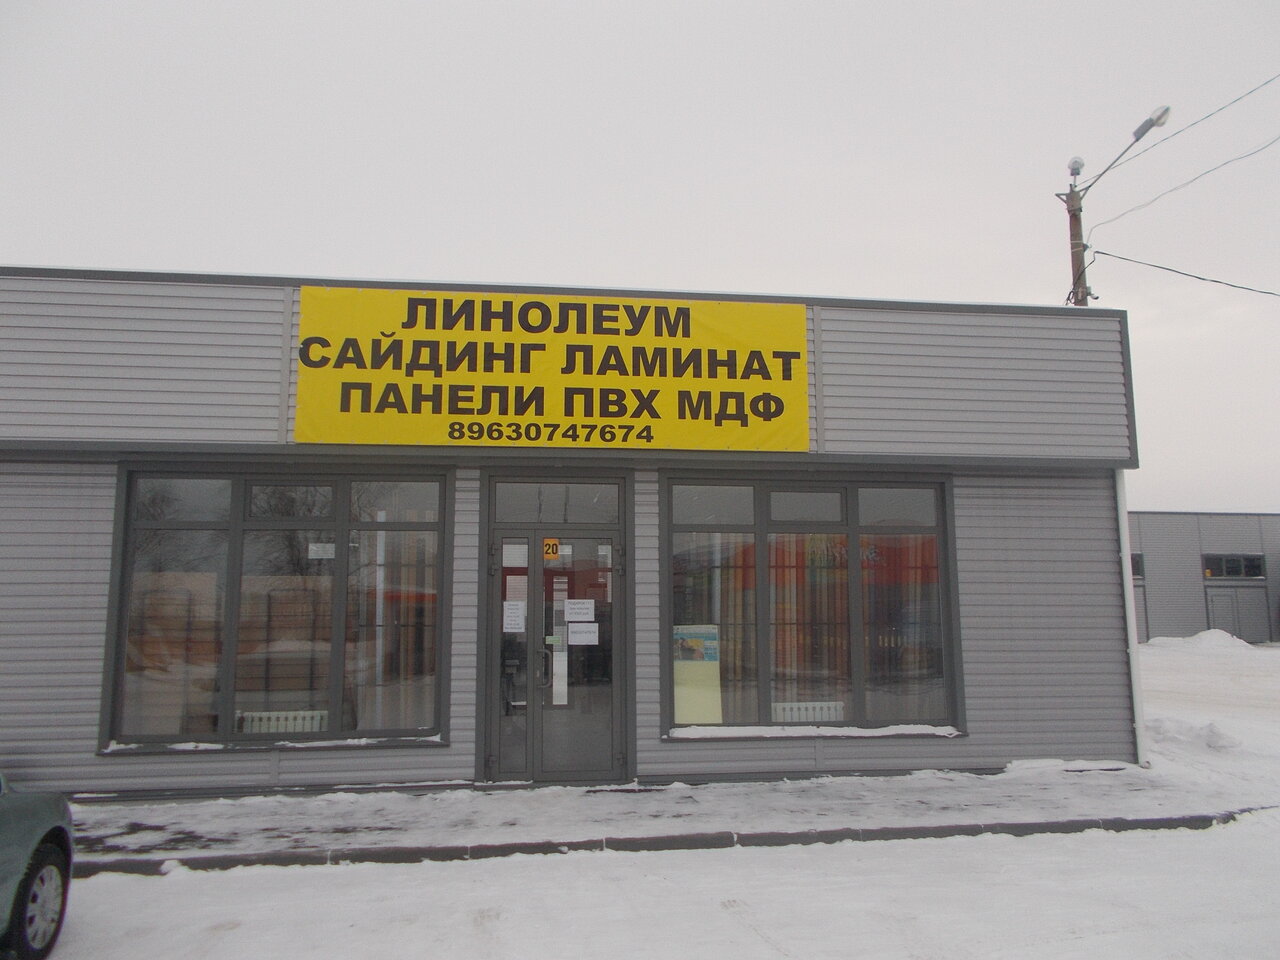 ЛИНОЛЕУМ
САЙДИНГ ЛАМИНАТ
ПАНЕЛИ ПВХ МДФ
89630747674
20